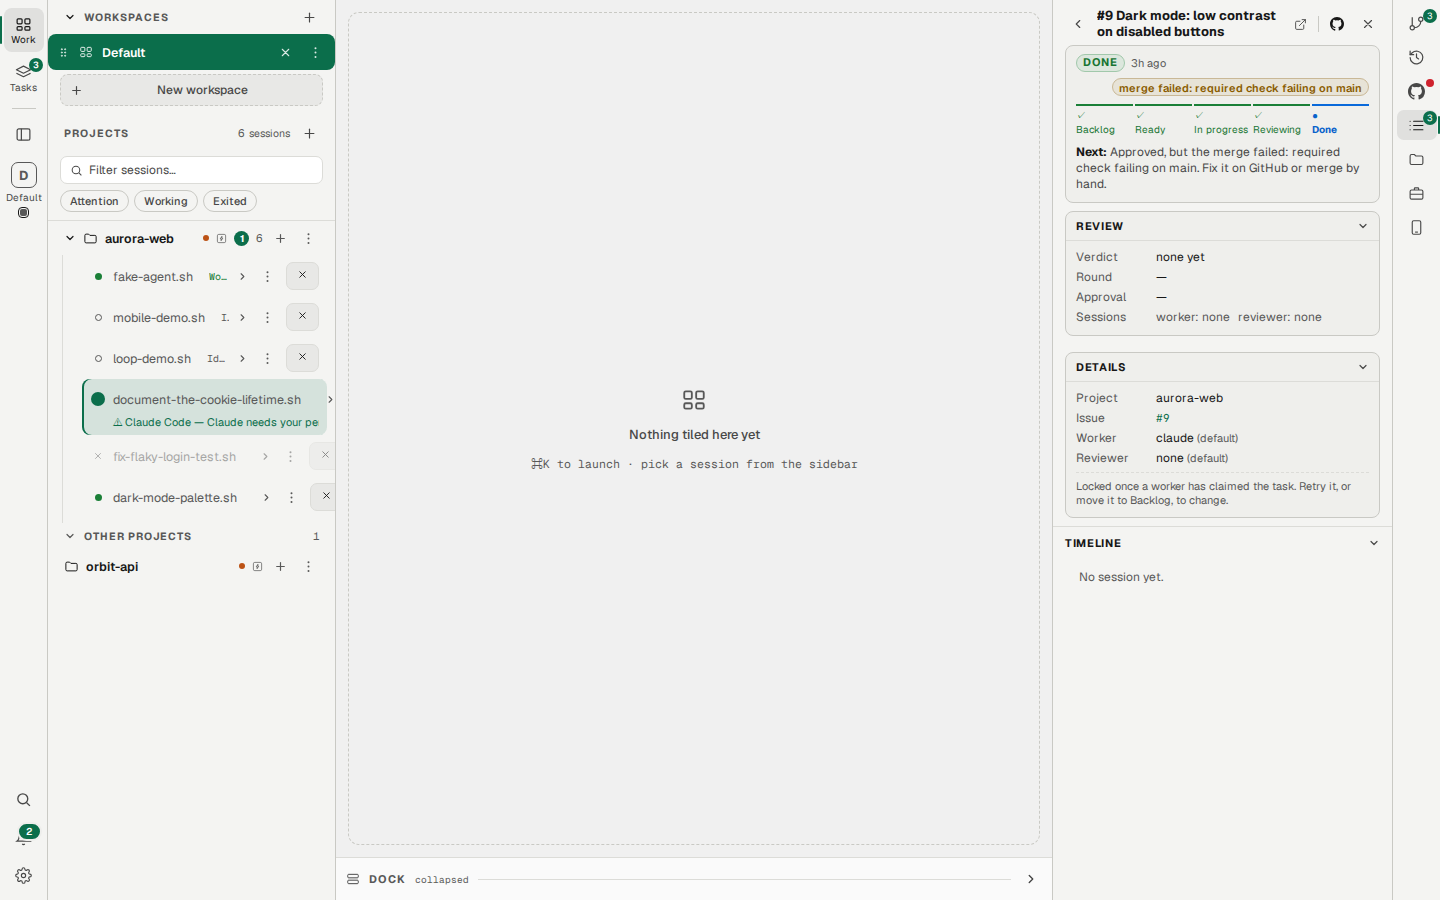 Work
Tasks
3
D
Default
2
WORKSPACES
Default
New workspace
PROJECTS
6 sessions
Filter sessions…
Attention
Working
Exited
aurora-web
1
6
fake-agent.sh
Wo…
mobile-demo.sh
I.
loop-demo.sh
Id…
document-the-cookie-lifetime.sh
⚠ Claude Code — Claude needs your pe
fix-flaky-login-test.sh
dark-mode-palette.sh
OTHER PROJECTS
1
orbit-api
Nothing tiled here yet
⌘K to launch · pick a session from the sidebar
DOCK
collapsed
#9 Dark mode: low contrast
on disabled buttons
DONE
3h ago
merge failed: required check failing on main
✓ Backlog
✓ Ready
✓ In progress
✓ Reviewing
● Done
Next: Approved, but the merge failed: required
check failing on main. Fix it on GitHub or merge by
hand.
REVIEW
Verdict none yet
Round —
Approval —
Sessions worker: none reviewer: none
DETAILS
Project aurora-web
Issue #9
Worker claude (default)
Reviewer none (default)
Locked once a worker has claimed the task. Retry it, or
move it to Backlog, to change.
TIMELINE
No session yet.
3
3